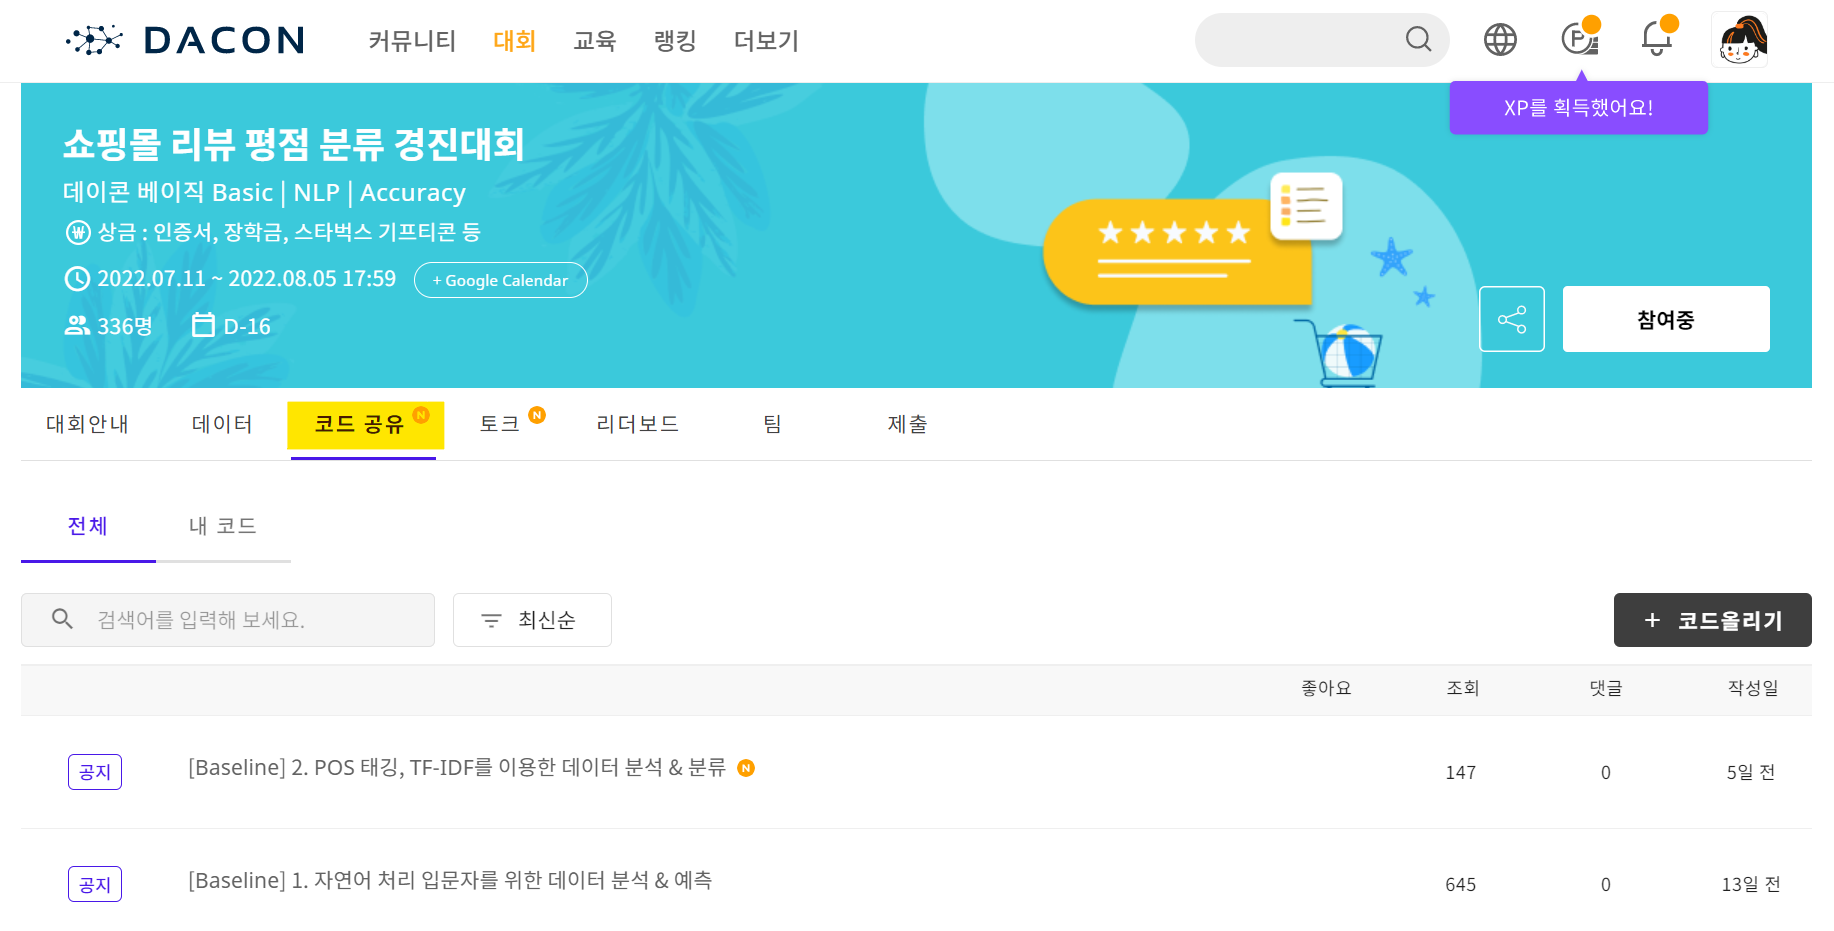 DACON 커뮤니티 대회 교육 랭킹 더보기
XP를 획득했어요!
쇼핑몰 리뷰 평점 분류 경진대회
데이콘 베이직 Basic | NLP | Accuracy
₩ 상금 : 인증서, 장학금, 스타벅스 기프티콘 등
2022.07.11 ~ 2022.08.05 17:59 + Google Calendar
336명 D-16
참여중
대회안내 데이터 코드 공유 N 토크 N 리더보드 팀 제출
전체 내 코드
검색어를 입력해 보세요. 최신순 + 코드올리기
좋아요 조회 댓글 작성일
공지 [Baseline] 2. POS 태깅, TF-IDF를 이용한 데이터 분석 & 분류 N 147 0 5일 전
공지 [Baseline] 1. 자연어 처리 입문자를 위한 데이터 분석 & 예측 645 0 13일 전